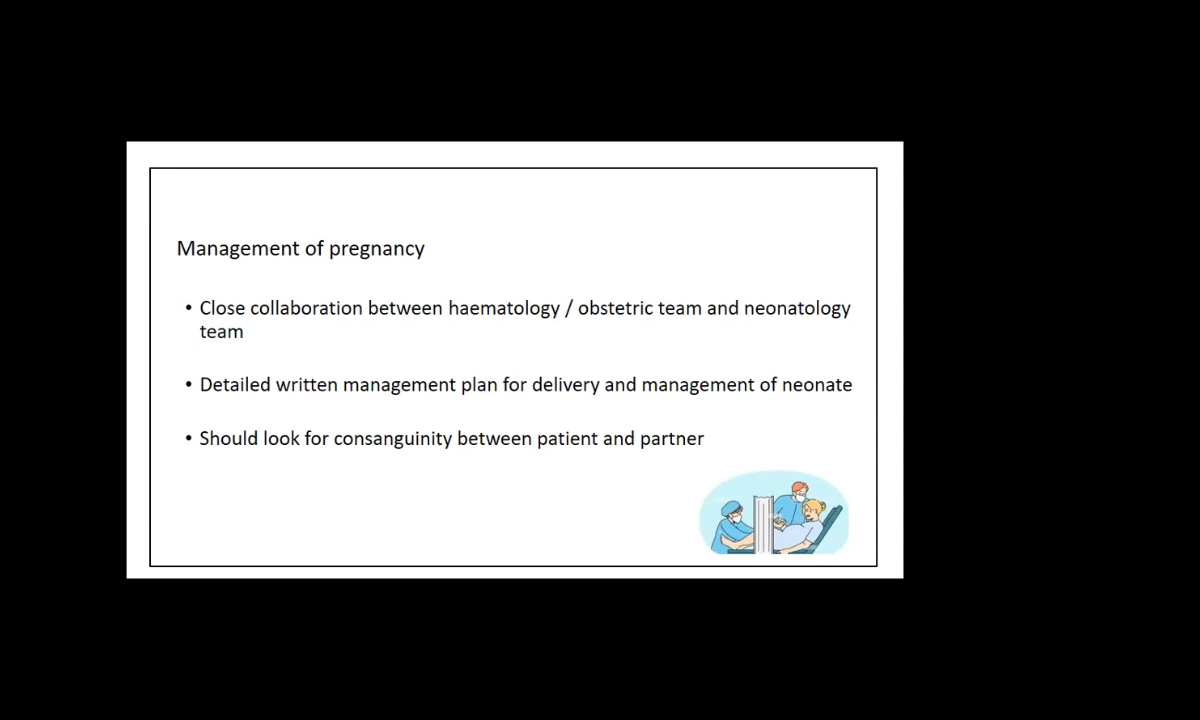 Management of pregnancy
• Close collaboration between haematology / obstetric team and neonatology
team
• Detailed written management plan for delivery and management of neonate
• Should look for consanguinity between patient and partner